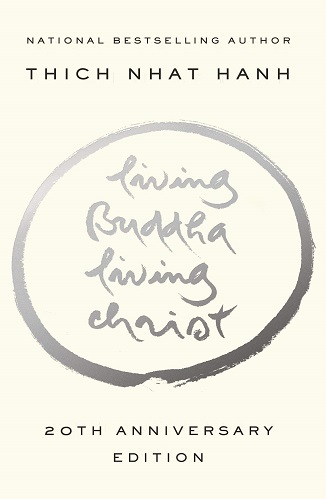 NATIONAL BESTSELLING AUTHOR
THICH NHAT HANH
living
Buddha
living
christ
20TH ANNIVERSARY
EDITION